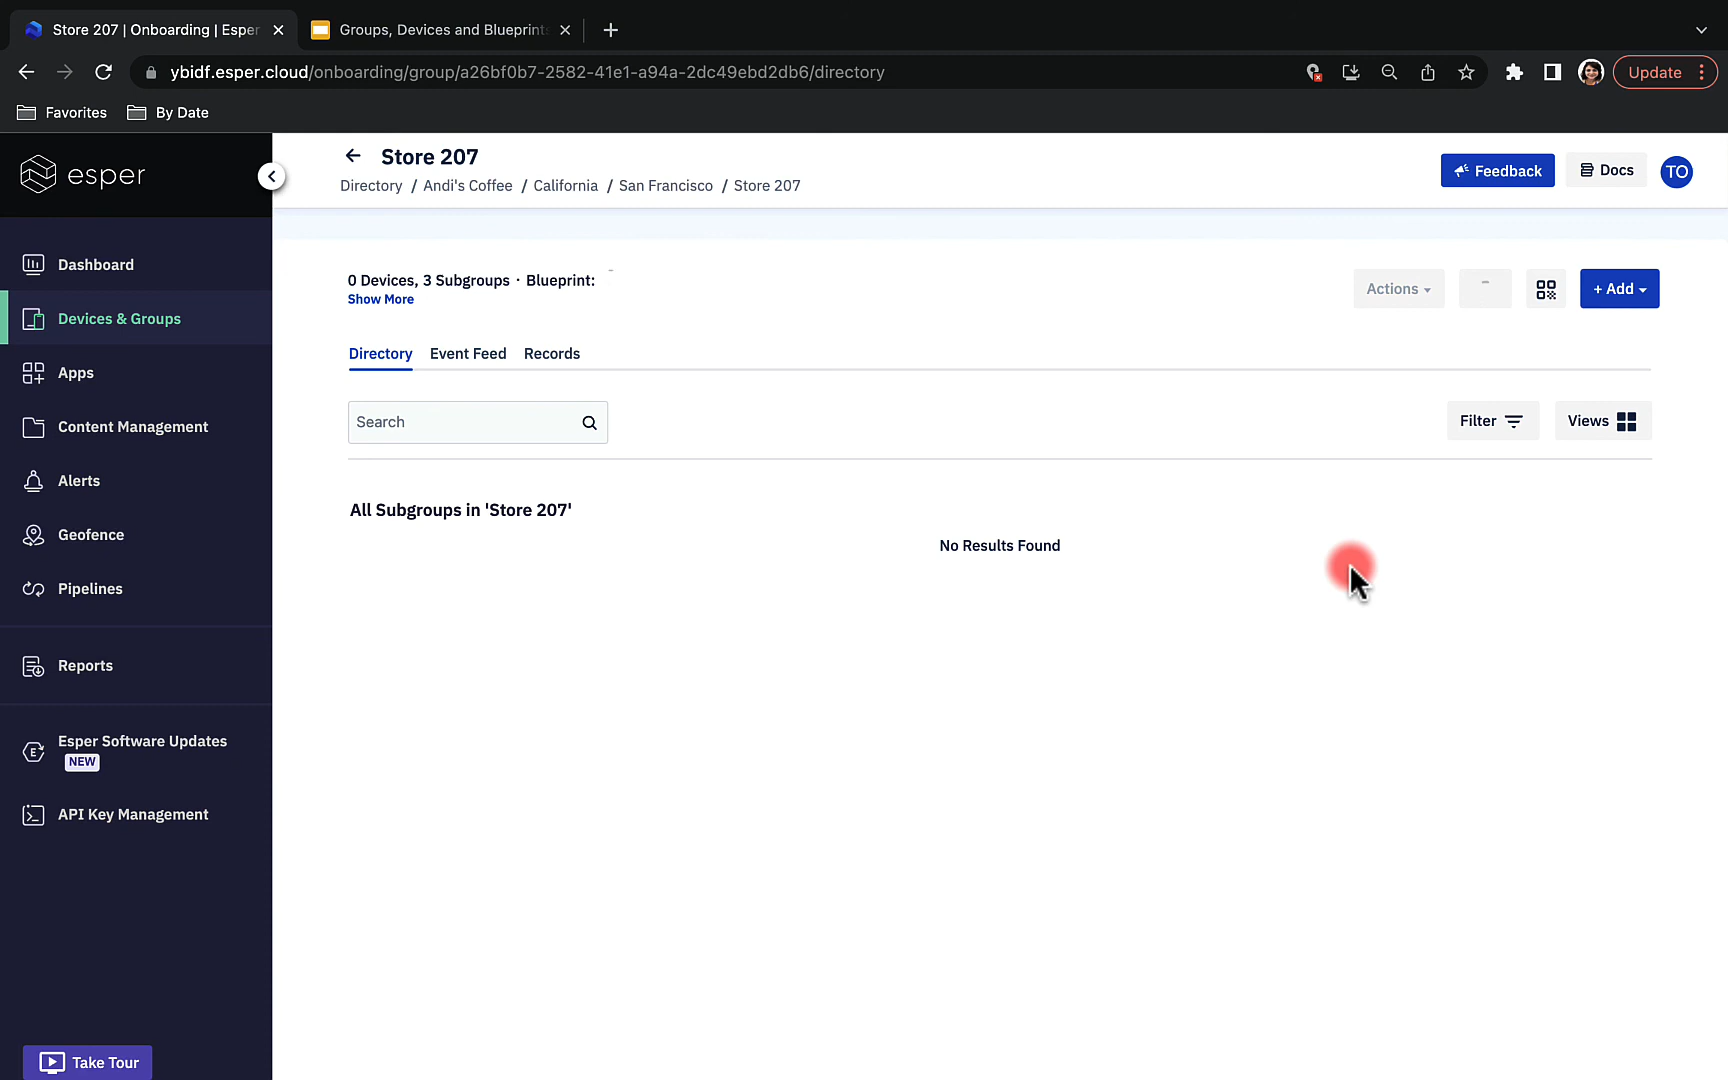 Store 207 | Onboarding | Esper
Groups, Devices and Blueprint
ybidf.esper.cloud/onboarding/group/a26bf0b7-2582-41e1-a94a-2dc49ebd2db6/directory
Update
Favorites
By Date
esper
Store 207
Directory / Andi's Coffee / California / San Francisco / Store 207
Feedback
Docs
TO
Dashboard
Devices & Groups
Apps
Content Management
Alerts
Geofence
Pipelines
Reports
Esper Software Updates
NEW
API Key Management
Take Tour
0 Devices, 3 Subgroups · Blueprint: -
Show More
Actions
-
+ Add
Directory
Event Feed
Records
Search
Filter
Views
All Subgroups in 'Store 207'
No Results Found